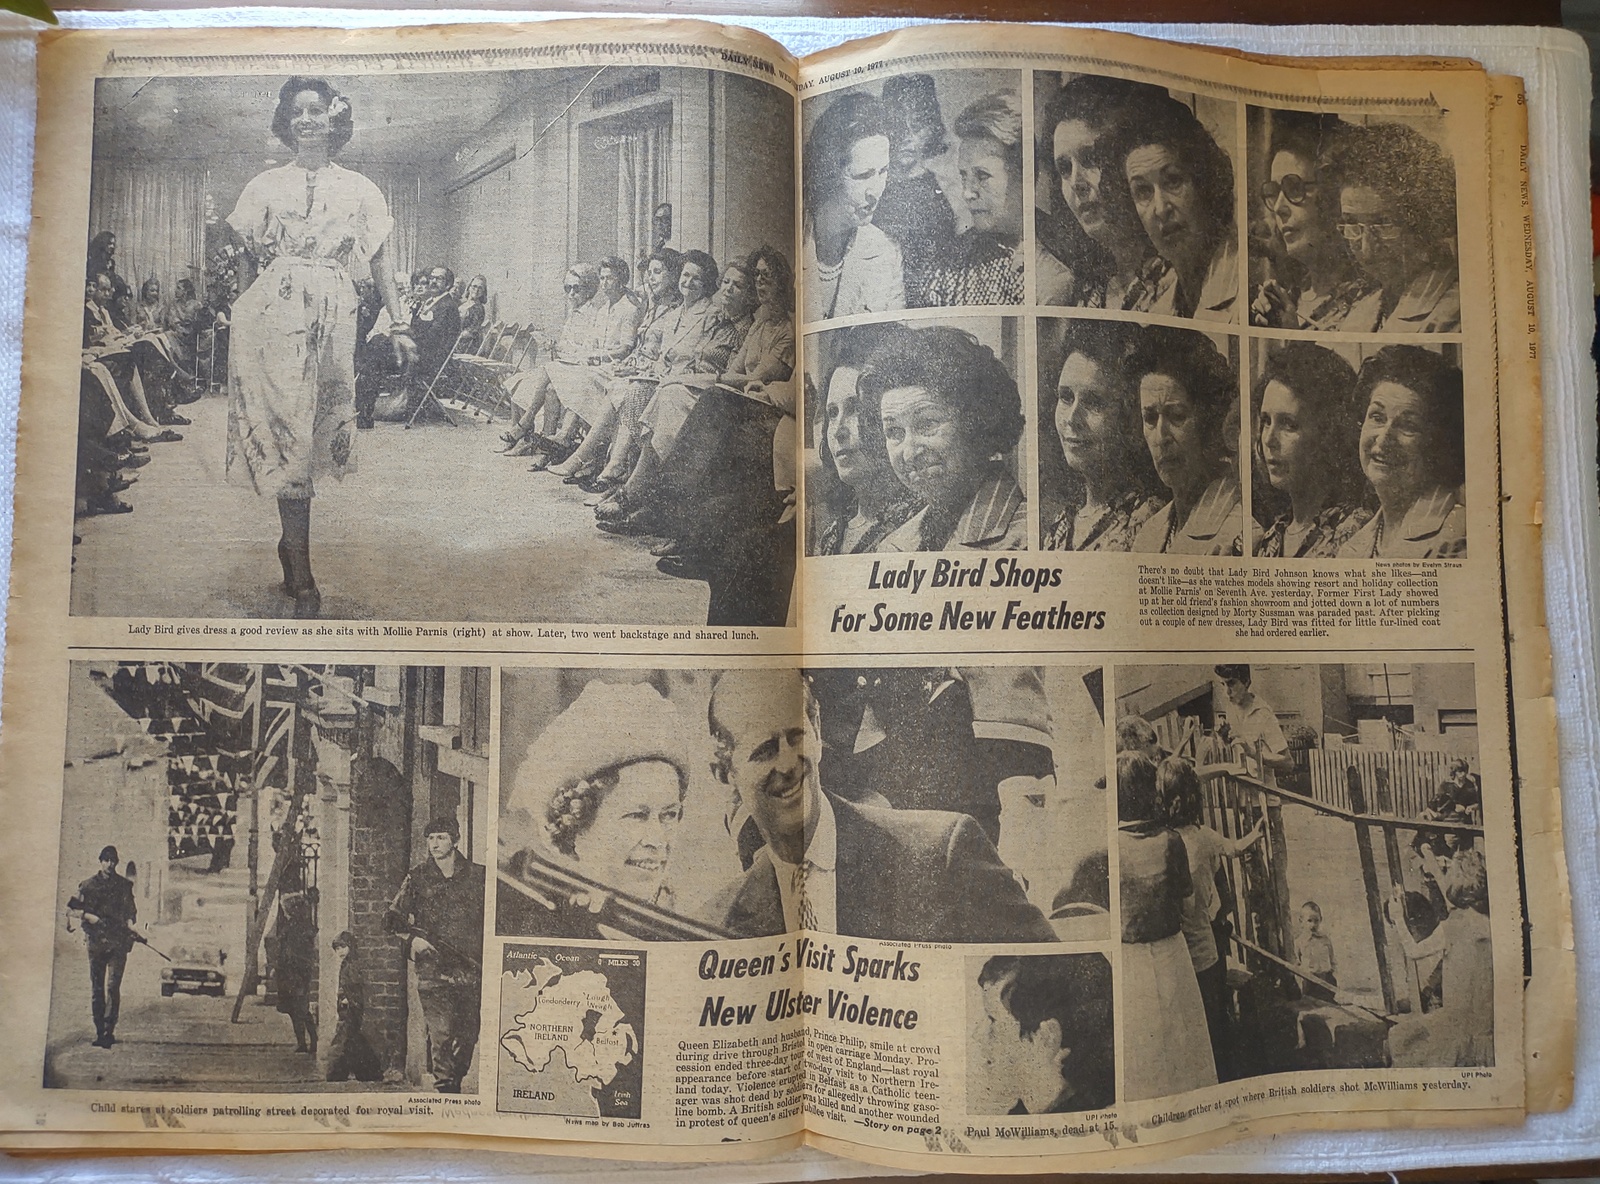 DAILY NEWS, WEDNESDAY, AUGUST 10, 1977
DAILY NEWS, WEDNESDAY, AUGUST 10, 1977
Lady Bird gives dress a good review as she sits with Mollie Parnis (right) at show. Later, two went backstage and shared lunch.
Lady Bird Shops
For Some New Feathers
News photos by Evelyn Straus
There's no doubt that Lady Bird Johnson knows what she likes—and
doesn't like—as she watches models showing resort and holiday collection
at Mollie Parnis' on Seventh Ave. yesterday. Former First Lady showed
up at her old friend's fashion showroom and jotted down a lot of numbers
as collection designed by Morty Sussman was paraded past. After picking
out a couple of new dresses, Lady Bird was fitted for little fur-lined coat
she had ordered earlier.
Associated Press photo
Child stares at soldiers patrolling street decorated for royal visit.
Atlantic Ocean
0 MILES 30
Londonderry
Lough
Neagh
NORTHERN
IRELAND
Belfast
IRELAND
Irish
Sea
News map by Bob Juffras
Associated Press photo
Queen's Visit Sparks
New Ulster Violence
Queen Elizabeth and husband, Prince Philip, smile at crowd
during drive through Bristol in open carriage Monday. Pro-
cession ended three-day tour of west of England—last royal
appearance before start of two-day visit to Northern Ire-
land today. Violence erupted in Belfast as a Catholic teen-
ager was shot dead by soldiers for allegedly throwing gaso-
line bomb. A British soldier was killed and another wounded
in protest of queen's silver jubilee visit. —Story on page 2
UPI Photo
Paul McWilliams, dead at 15.
UPI Photo
Children gather at spot where British soldiers shot McWilliams yesterday.